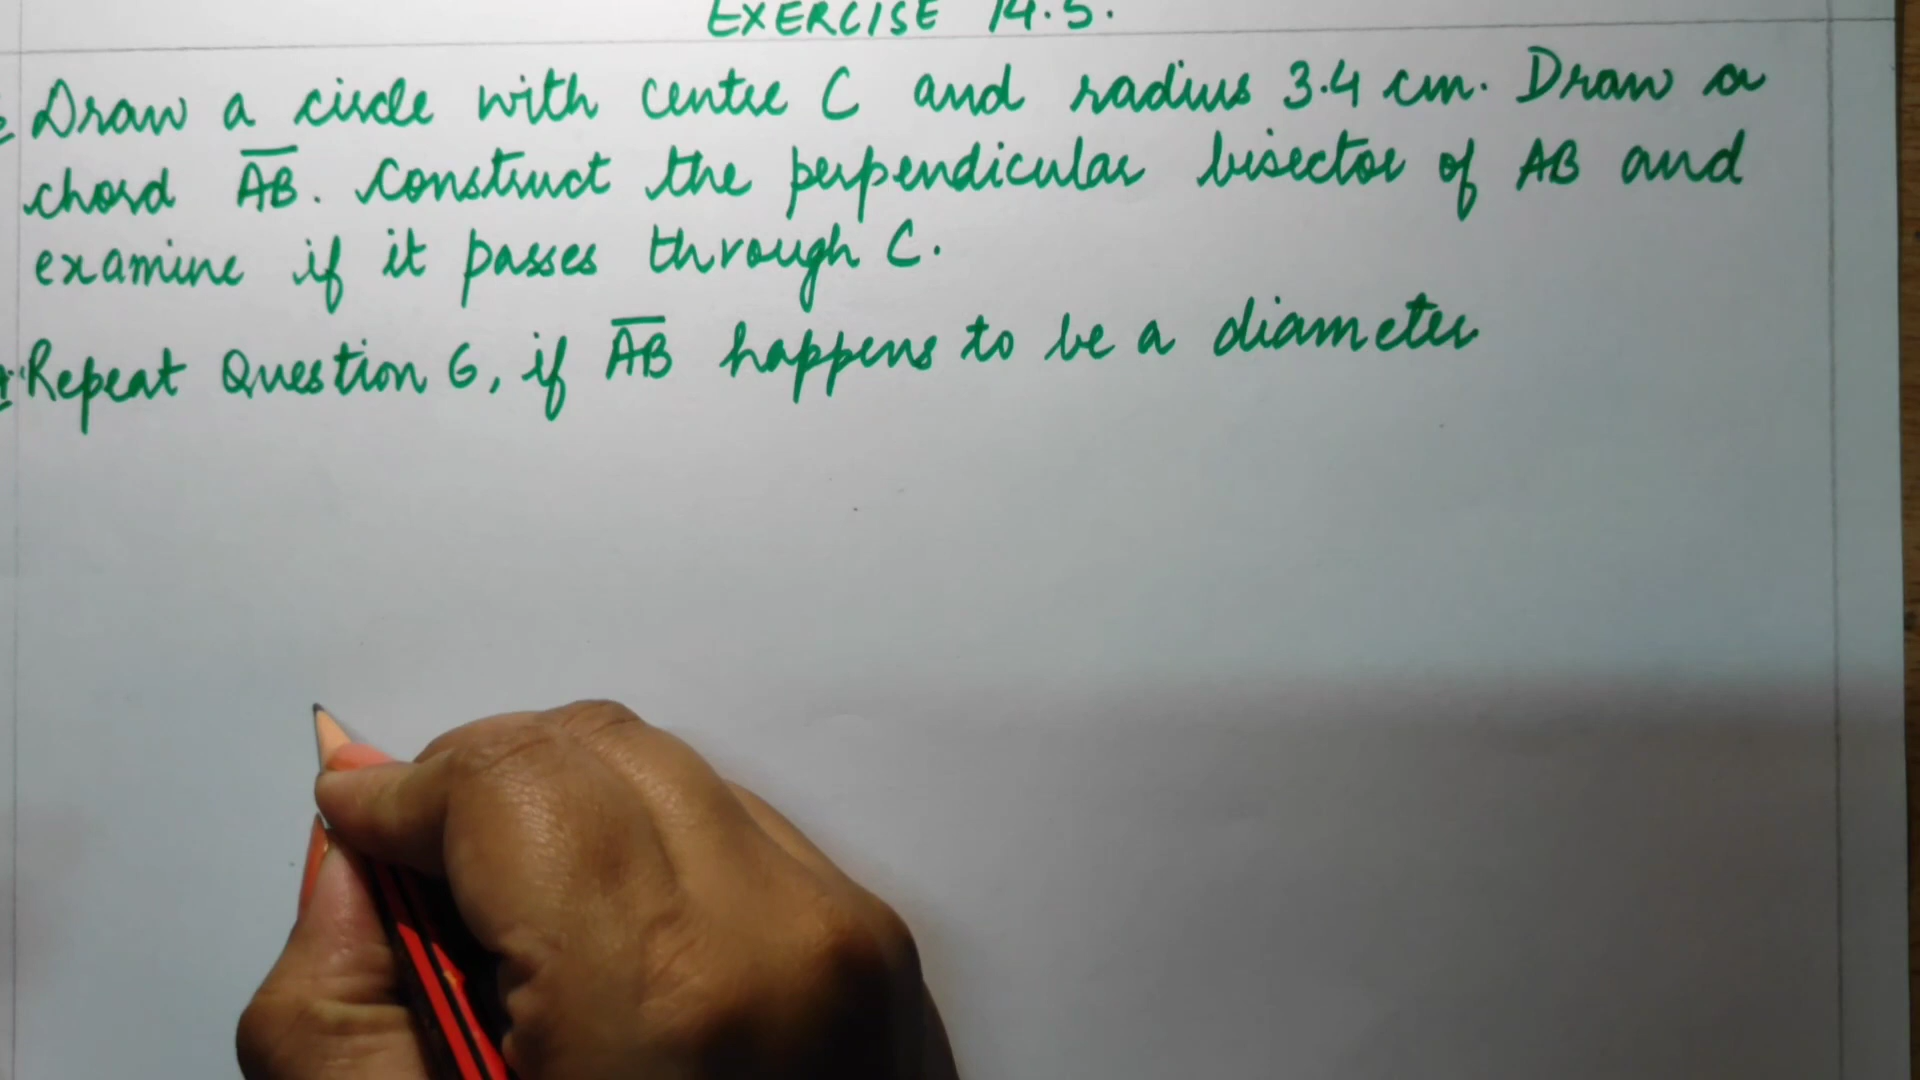 EXERCISE 14.5.
Draw a circle with centre C and radius 3.4 cm. Draw a
chord AB. Construct the perpendicular bisector of AB and
examine if it passes through C.
Repeat Question 6, if AB happens to be a diameter